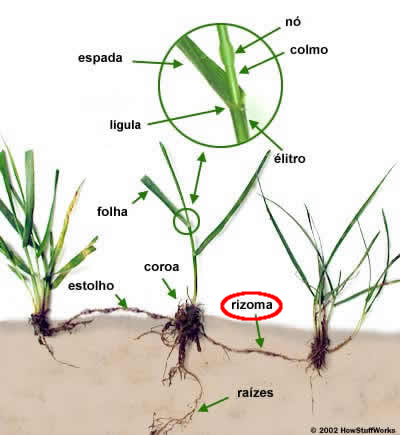 nó
espada
colmo
lígula
élitro
folha
coroa
estolho
rizoma
raízes
© 2002 HowStuffWorks